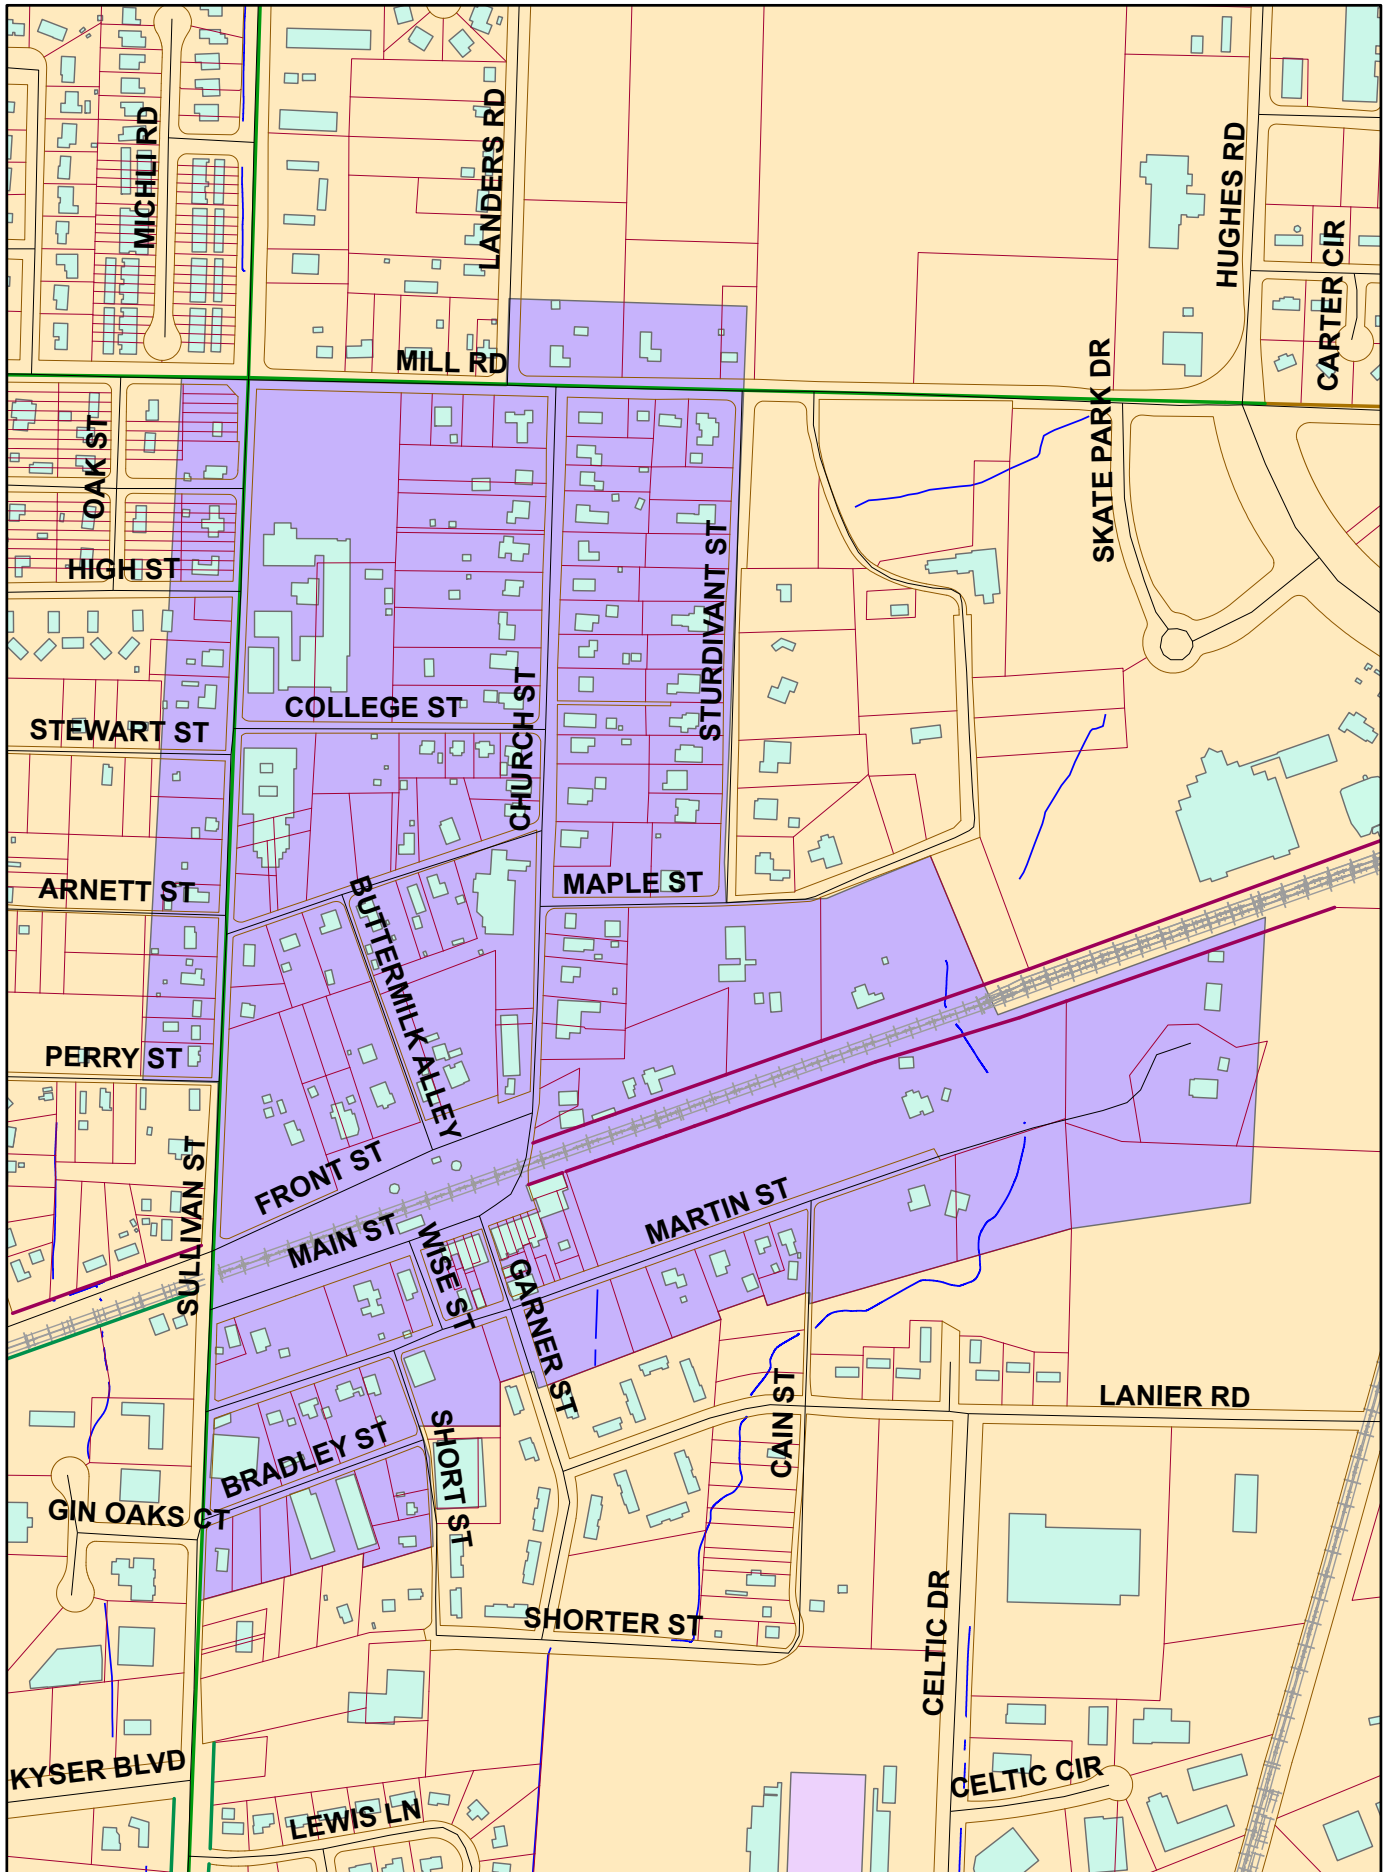 MICHLI RD
LANDERS RD
HUGHES RD
CARTER CIR
MILL RD
SKATE PARK DR
OAK ST
HIGH ST
STURDIVANT ST
CHURCH ST
COLLEGE ST
STEWART ST
ARNETT ST
MAPLE ST
BUTTERMILK ALLEY
PERRY ST
SULLIVAN ST
FRONT ST
MAIN ST
WISE ST
MARTIN ST
GARNER ST
CAIN ST
LANIER RD
SHORT ST
BRADLEY ST
GIN OAKS CT
SHORTER ST
CELTIC DR
KYSER BLVD
CELTIC CIR
LEWIS LN